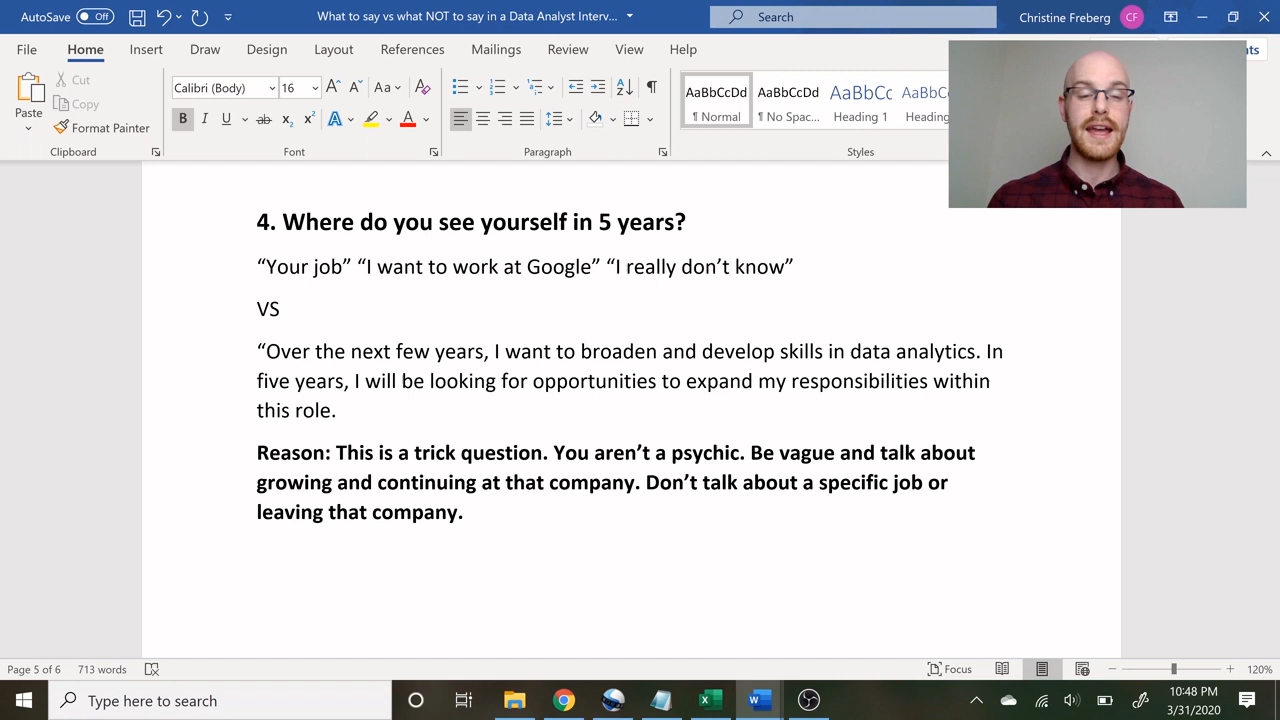 AutoSave Off What to say vs what NOT to say in a Data Analyst Interv... Search Christine Freberg CF
File Home Insert Draw Design Layout References Mailings Review View Help
Paste Cut Copy Format Painter
Calibri (Body) 16 A A Aa A
B I U ab x₂ x² A A
AaBbCcDd AaBbCcDd AaBbCc AaBbCc
¶ Normal ¶ No Spac... Heading 1 Heading
Clipboard Font Paragraph Styles
4. Where do you see yourself in 5 years?
“Your job” “I want to work at Google” “I really don’t know”
VS
“Over the next few years, I want to broaden and develop skills in data analytics. In
five years, I will be looking for opportunities to expand my responsibilities within
this role.
Reason: This is a trick question. You aren’t a psychic. Be vague and talk about
growing and continuing at that company. Don’t talk about a specific job or
leaving that company.
Page 5 of 6 713 words Focus 120%
Type here to search 10:48 PM
3/31/2020